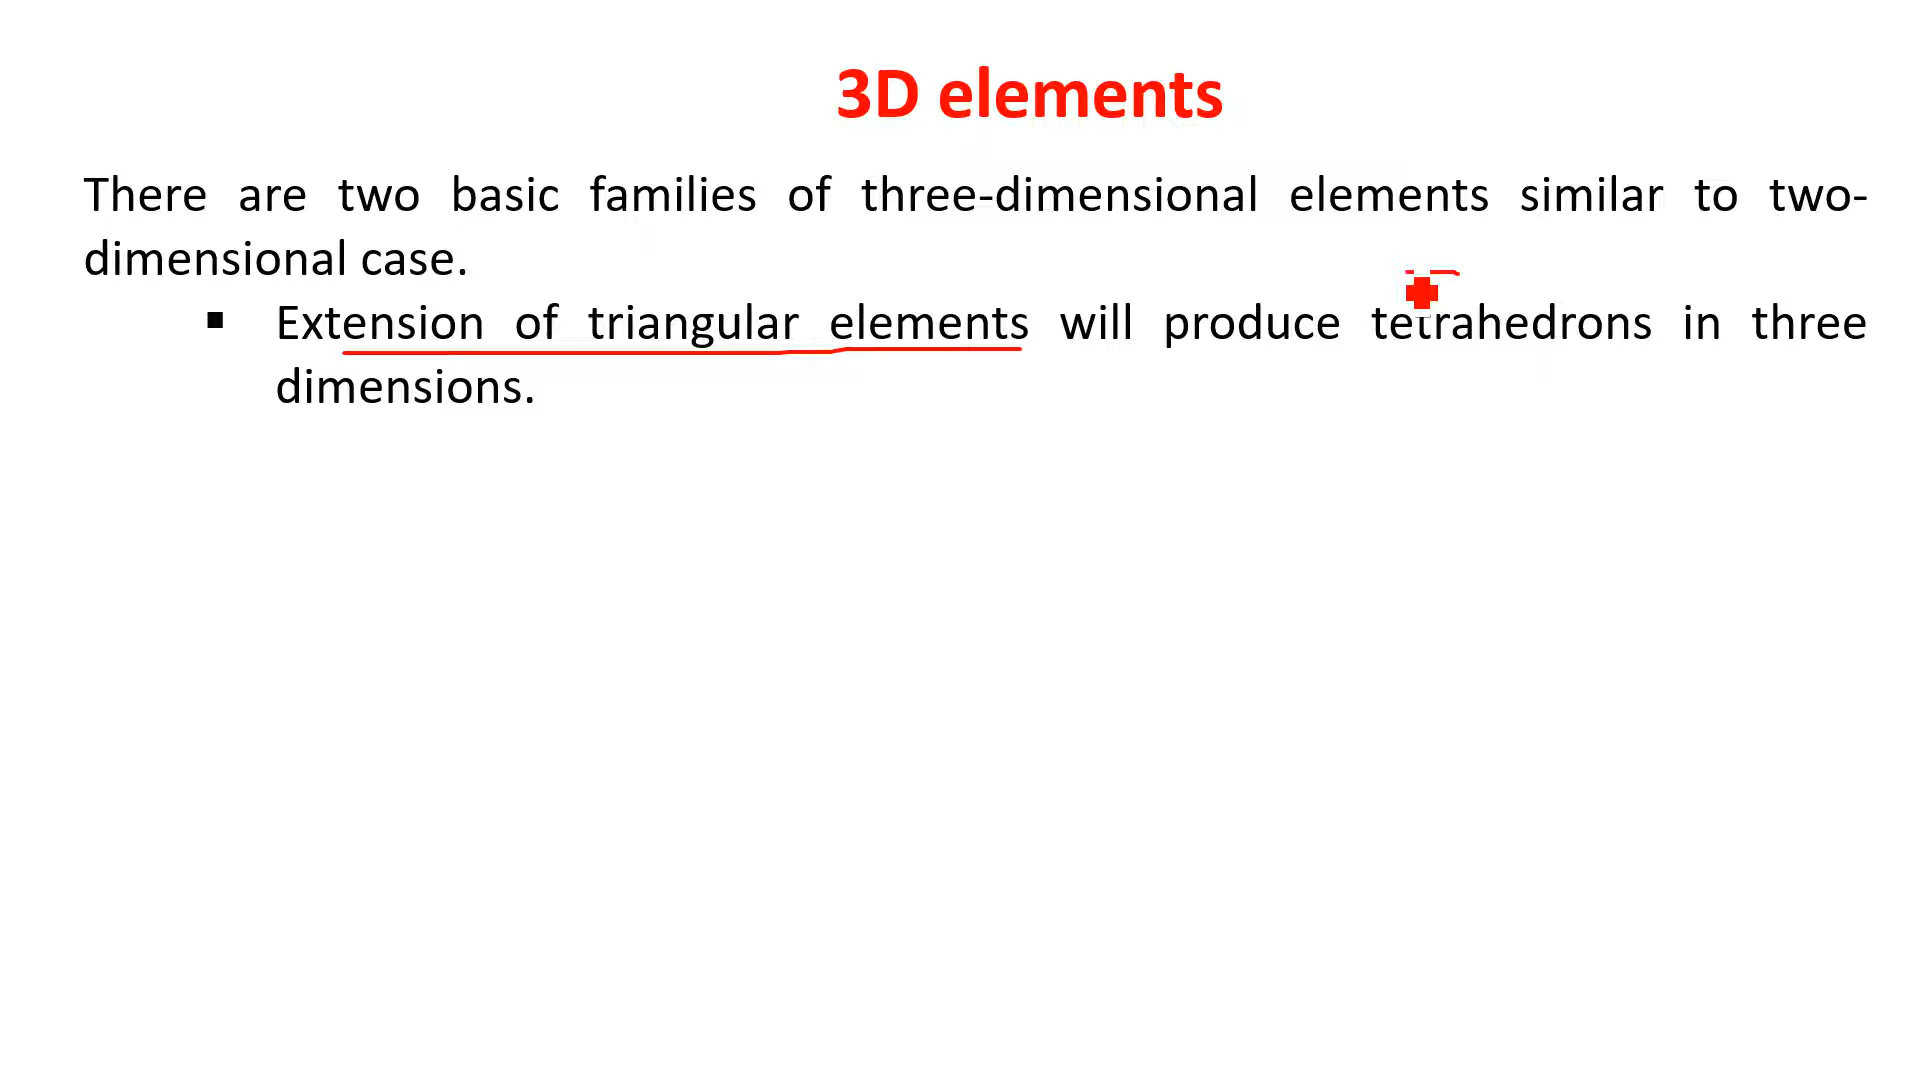 3D elements
There are two basic families of three-dimensional elements similar to two-
dimensional case.
▪ Extension of triangular elements will produce tetrahedrons in three
dimensions.